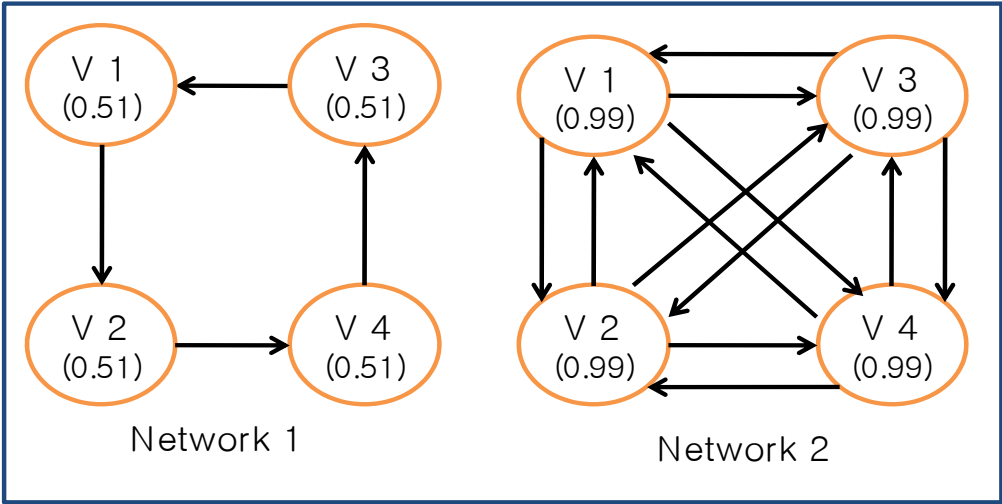 V 1
(0.51)
V 3
(0.51)
V 2
(0.51)
V 4
(0.51)
Network 1
V 1
(0.99)
V 3
(0.99)
V 2
(0.99)
V 4
(0.99)
Network 2